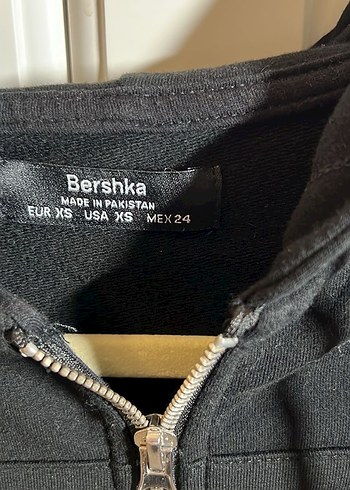 Bershka
MADE IN PAKISTAN
EUR XS USA XS MEX 24